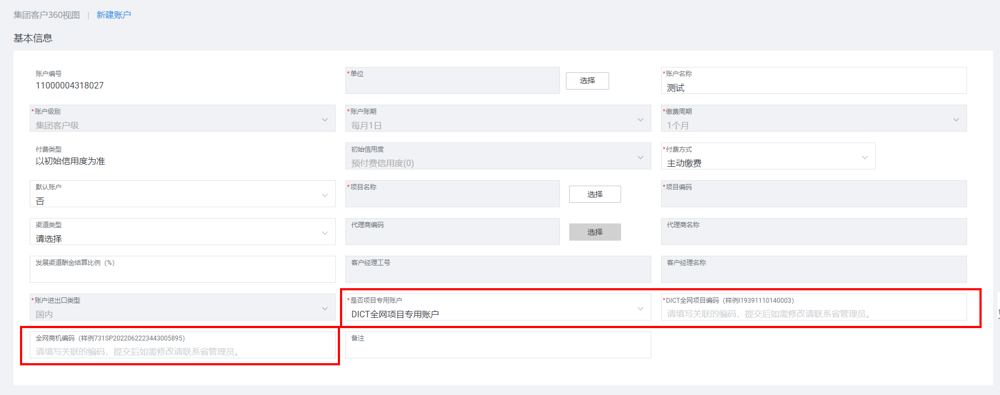 集团客户360视图 | 新建账户
基本信息
账户编号
11000004318027
*单位
选择
*账户名称
测试
*账户级别
集团客户级
*账户账期
每月1日
*缴费周期
1个月
付费类型
以初始信用度为准
初始信用度
预付费信用度(0)
*付费方式
主动缴费
默认账户
否
*项目名称
选择
*项目编码
渠道类型
请选择
代理商编码
选择
代理商名称
发展渠道酬金结算比例（%）
客户经理工号
客户经理名称
*账户进出口类型
国内
*是否项目专用账户
DICT全网项目专用账户
*DICT全网项目编码（样例I19391110140003）
请填写关联的编码，提交后如需修改请联系省管理员。
全网商机编码（样例731SP2022062223443005895）
请填写关联的编码，提交后如需修改请联系省管理员。
备注